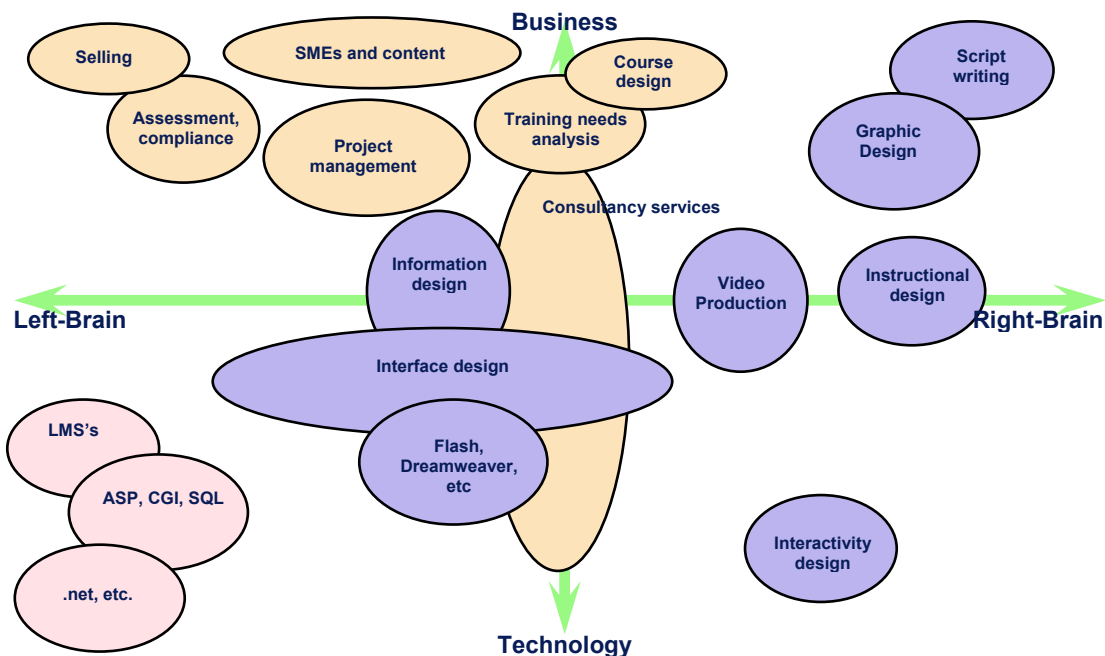 Business
Selling
SMEs and content
Course
design
Script
writing
Assessment,
compliance
Training needs
analysis
Graphic
Design
Project
management
Consultancy services
Information
design
Video
Production
Instructional
design
Left-Brain
Right-Brain
Interface design
LMS's
Flash,
Dreamweaver,
etc
ASP, CGI, SQL
Interactivity
design
.net, etc.
Technology